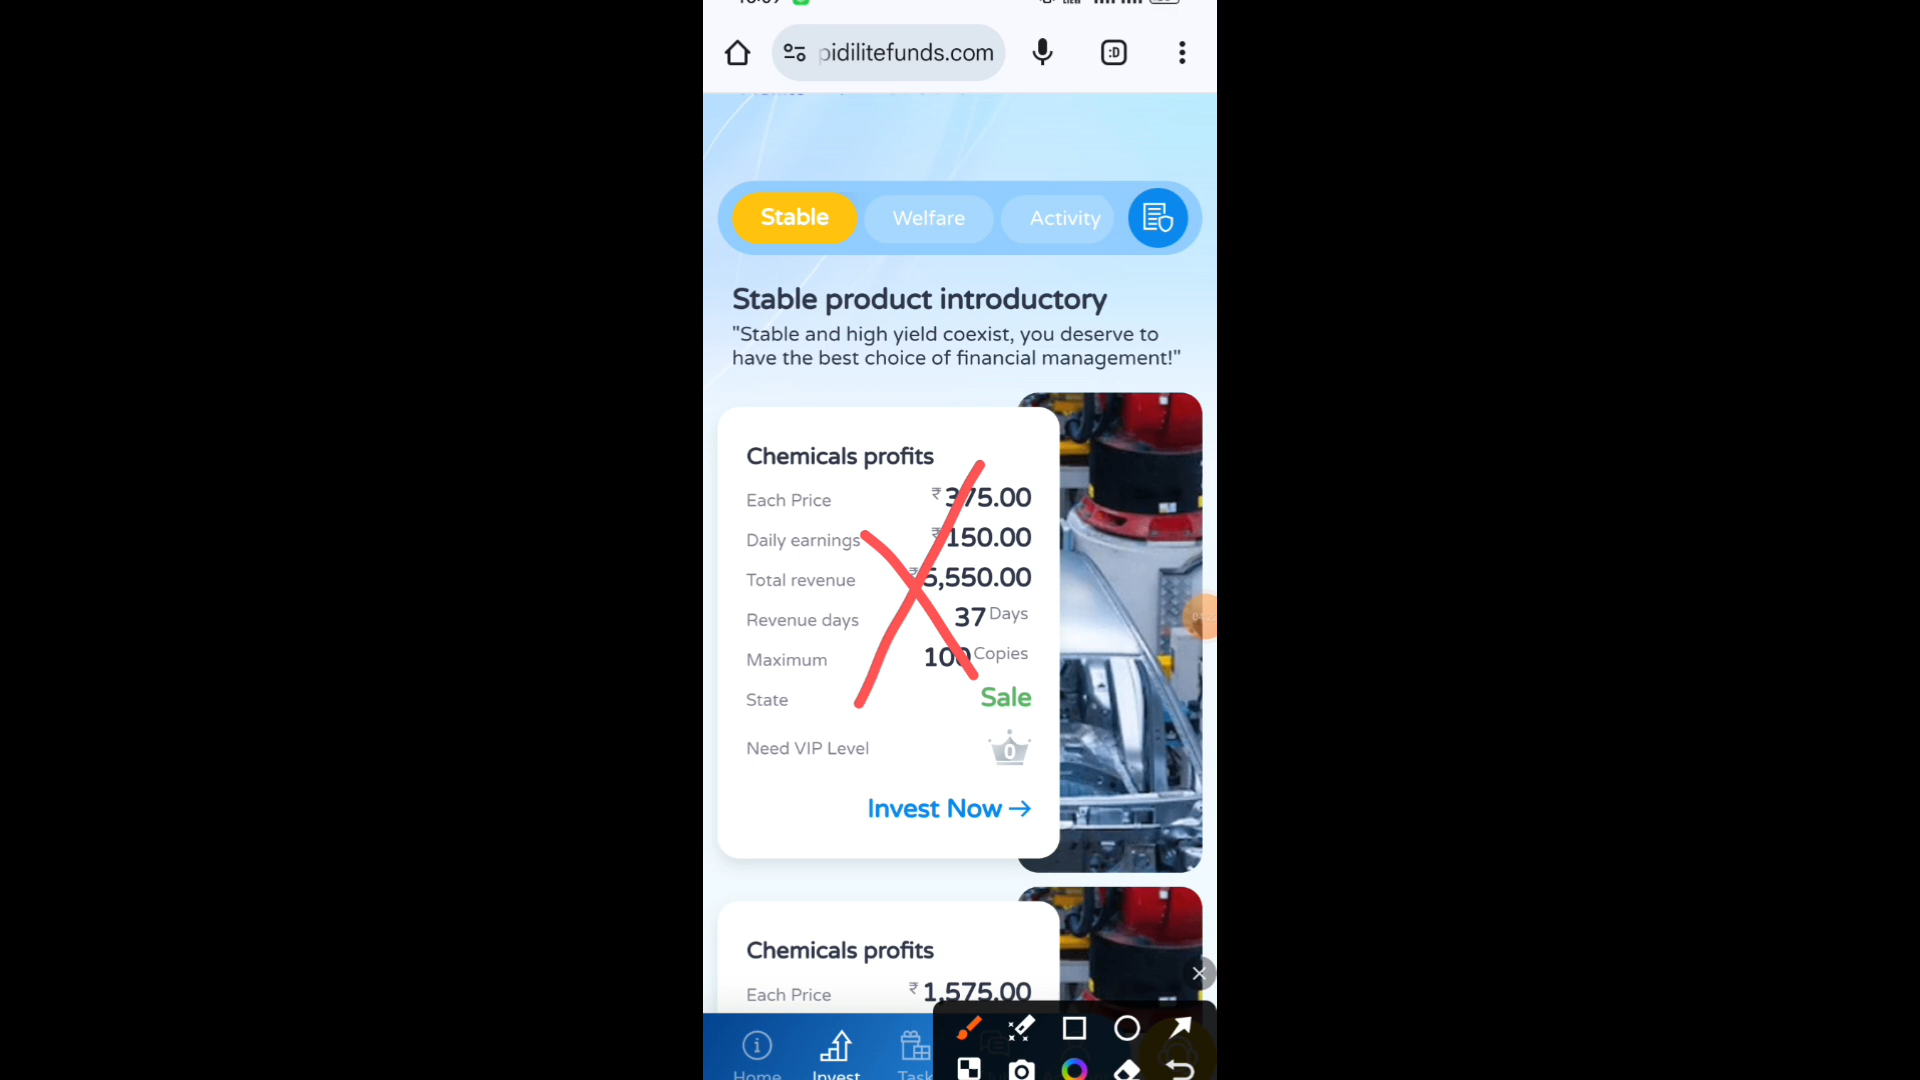 pidilitefunds.com
:D
Stable
Welfare
Activity
Stable product introductory
"Stable and high yield coexist, you deserve to
have the best choice of financial management!"
Chemicals profits
Each Price ₹375.00
Daily earnings ₹150.00
Total revenue ₹5,550.00
Revenue days 37 Days
Maximum 100 Copies
State Sale
Need VIP Level 0
Invest Now →
Chemicals profits
Each Price ₹1,575.00
Home
Invest
Task